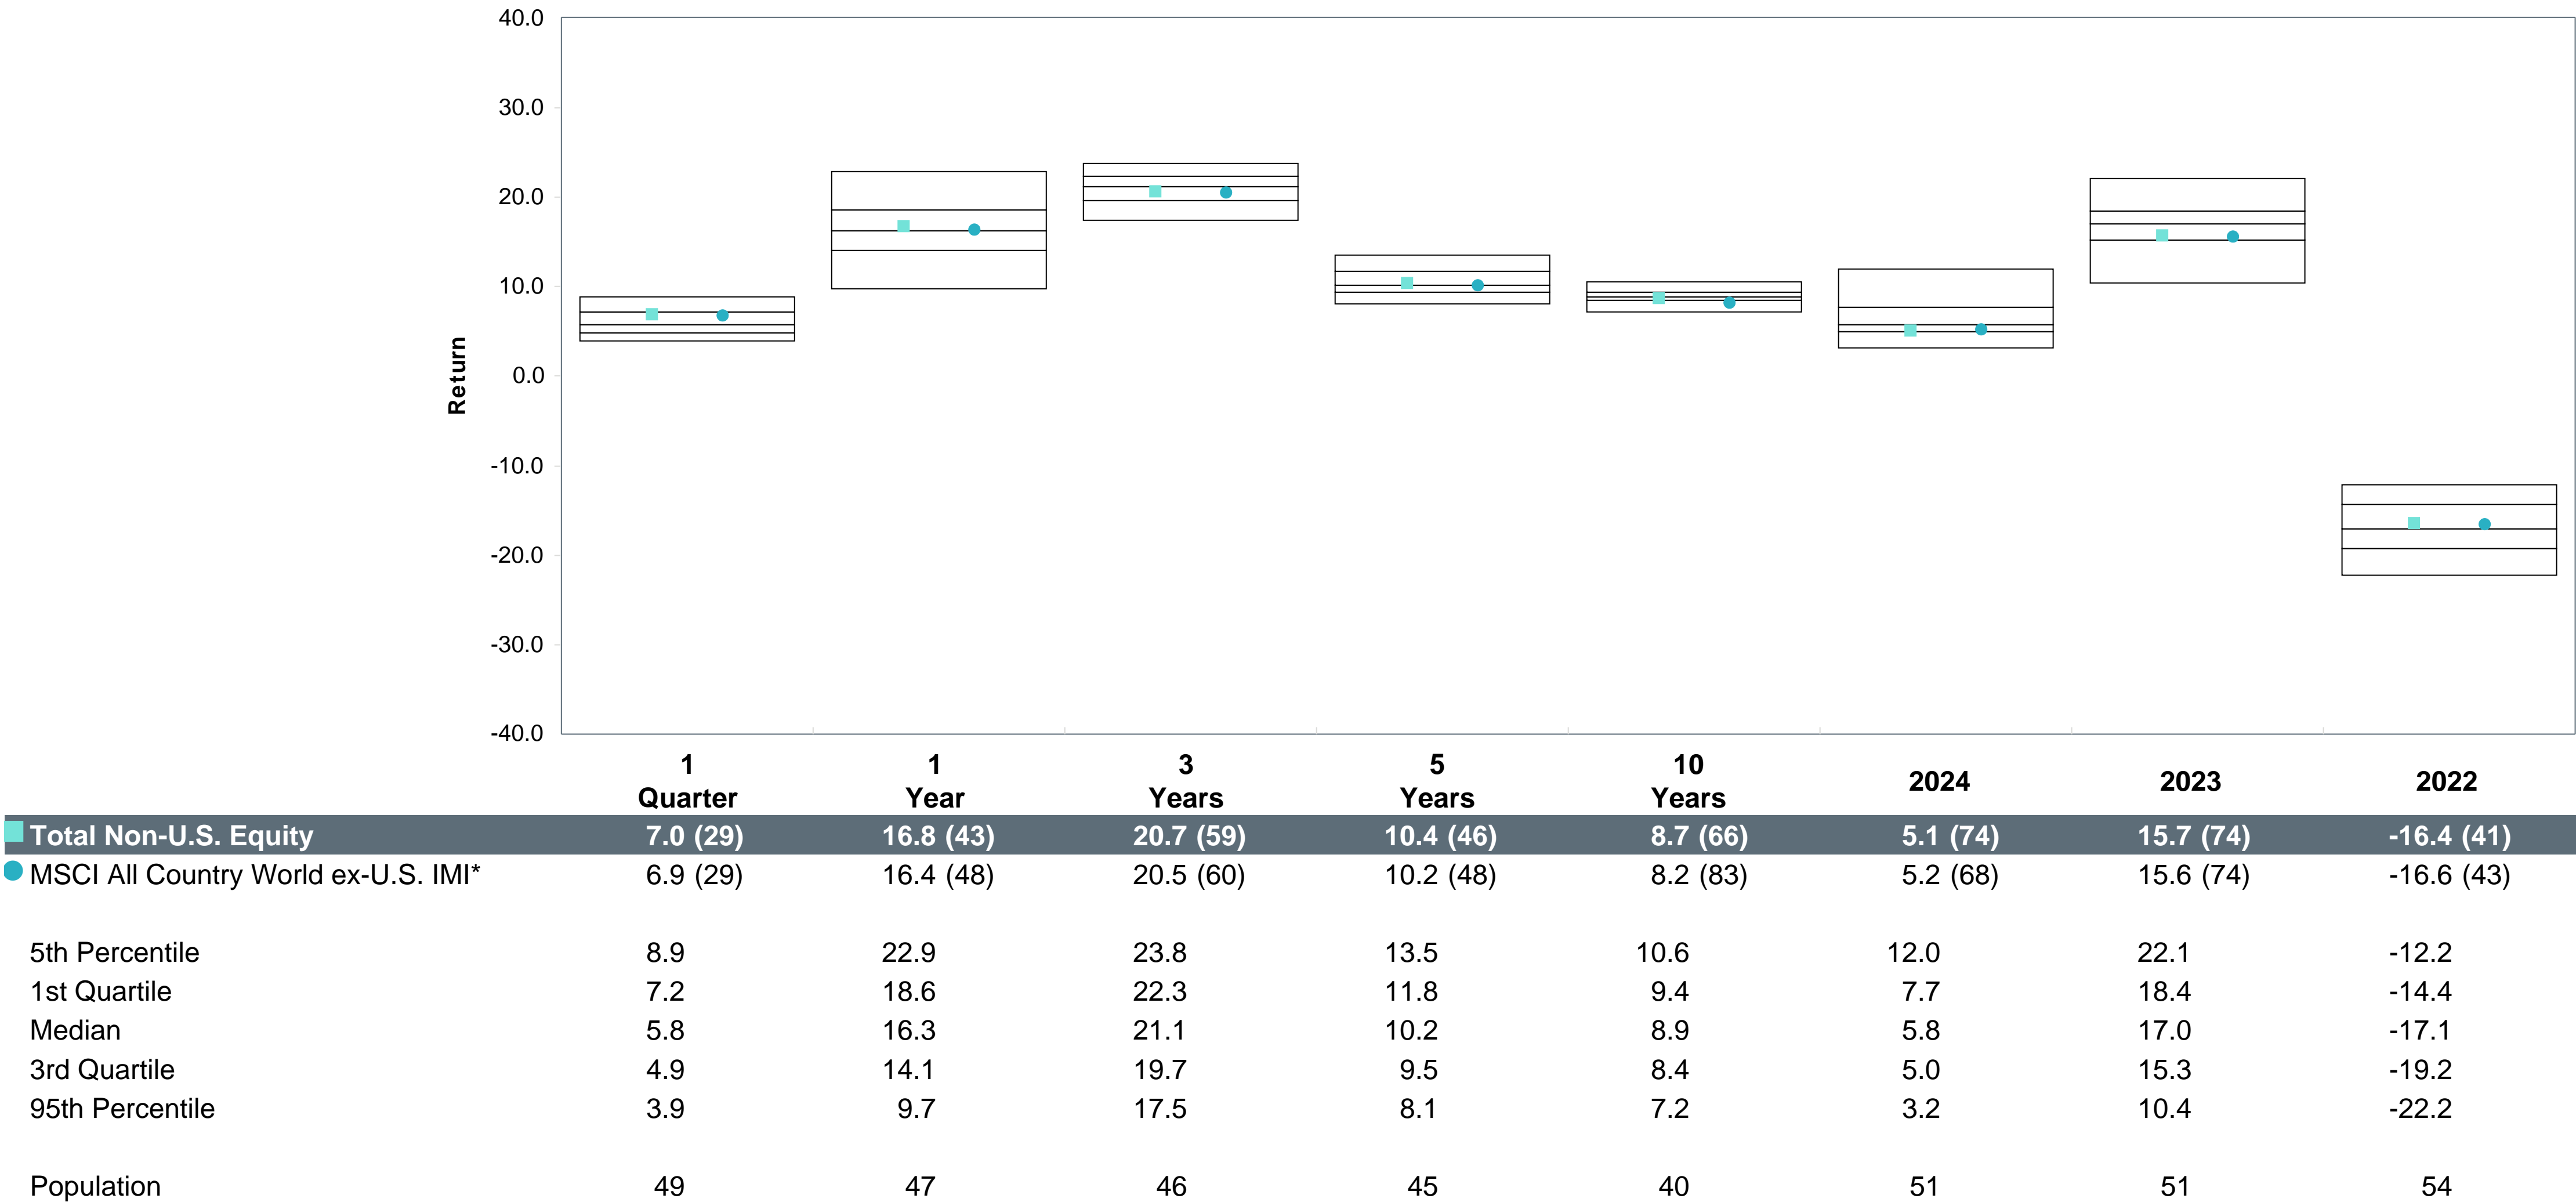 40.0
30.0
20.0
10.0
0.0
-10.0
-20.0
-30.0
-40.0
Return
1 Quarter 1 Year 3 Years 5 Years 10 Years 2024 2023 2022
Total Non-U.S. Equity 7.0 (29) 16.8 (43) 20.7 (59) 10.4 (46) 8.7 (66) 5.1 (74) 15.7 (74) -16.4 (41)
MSCI All Country World ex-U.S. IMI* 6.9 (29) 16.4 (48) 20.5 (60) 10.2 (48) 8.2 (83) 5.2 (68) 15.6 (74) -16.6 (43)
5th Percentile 8.9 22.9 23.8 13.5 10.6 12.0 22.1 -12.2
1st Quartile 7.2 18.6 22.3 11.8 9.4 7.7 18.4 -14.4
Median 5.8 16.3 21.1 10.2 8.9 5.8 17.0 -17.1
3rd Quartile 4.9 14.1 19.7 9.5 8.4 5.0 15.3 -19.2
95th Percentile 3.9 9.7 17.5 8.1 7.2 3.2 10.4 -22.2
Population 49 47 46 45 40 51 51 54